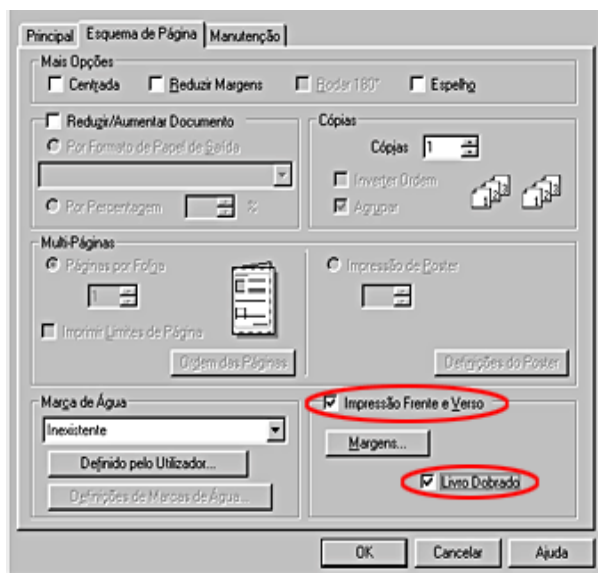 Principal Esquema de Página Manutenção
Mais Opções
Centrada Reduzir Margens Rodar 180° Espelho
Reduzir/Aumentar Documento
Por Formato de Papel de Saída
Por Percentagem %
Cópias
Cópias 1
Inverter Ordem
Agrupar
Multi-Páginas
Páginas por Folha
1
Imprimir Limites de Página
Ordem das Páginas
Impressão de Poster
Definições do Poster
Marca de Água
Inexistente
Definido pelo Utilizador...
Definições de Marcas de Água...
Impressão Frente e Verso
Margens...
Livro Dobrado
OK Cancelar Ajuda